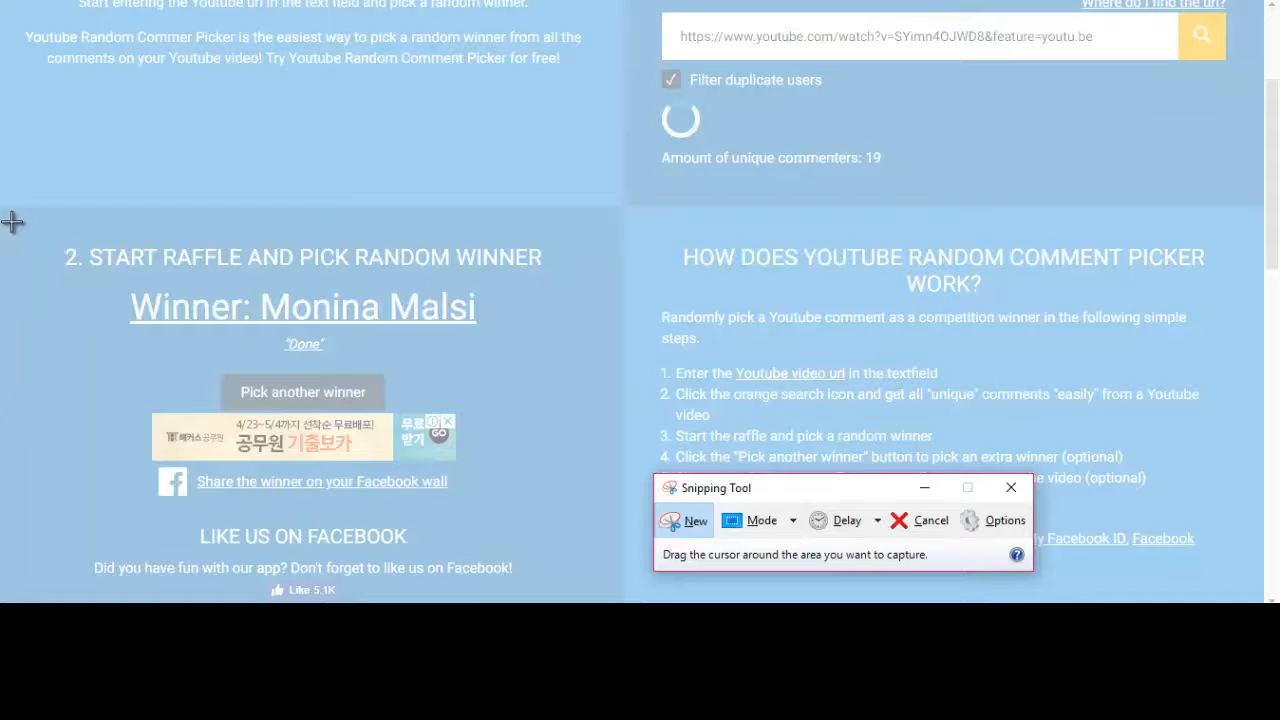 Start entering the Youtube url in the text field and pick a random winner.
Youtube Random Commer Picker is the easiest way to pick a random winner from all the
comments on your Youtube video! Try Youtube Random Comment Picker for free!
Where do I find the url?
https://www.youtube.com/watch?v=SYimn4OJWD8&feature=youtu.be
Filter duplicate users
Amount of unique commenters: 19
2. START RAFFLE AND PICK RANDOM WINNER
Winner: Monina Malsi
"Done"
Pick another winner
해커스공무원
4/23~5/4까지 선착순 무료배포!
공무원 기출보카
무료
받기
GO
Share the winner on your Facebook wall
LIKE US ON FACEBOOK
Did you have fun with our app? Don't forget to like us on Facebook!
Like 5.1K
HOW DOES YOUTUBE RANDOM COMMENT PICKER
WORK?
Randomly pick a Youtube comment as a competition winner in the following simple
steps.
1. Enter the Youtube video url in the textfield
2. Click the orange search icon and get all "unique" comments "easily" from a Youtube
video
3. Start the raffle and pick a random winner
4. Click the "Pick another winner" button to pick an extra winner (optional)
e video (optional)
Snipping Tool
New
Mode
Delay
Cancel
Options
Drag the cursor around the area you want to capture.
y Facebook ID, Facebook